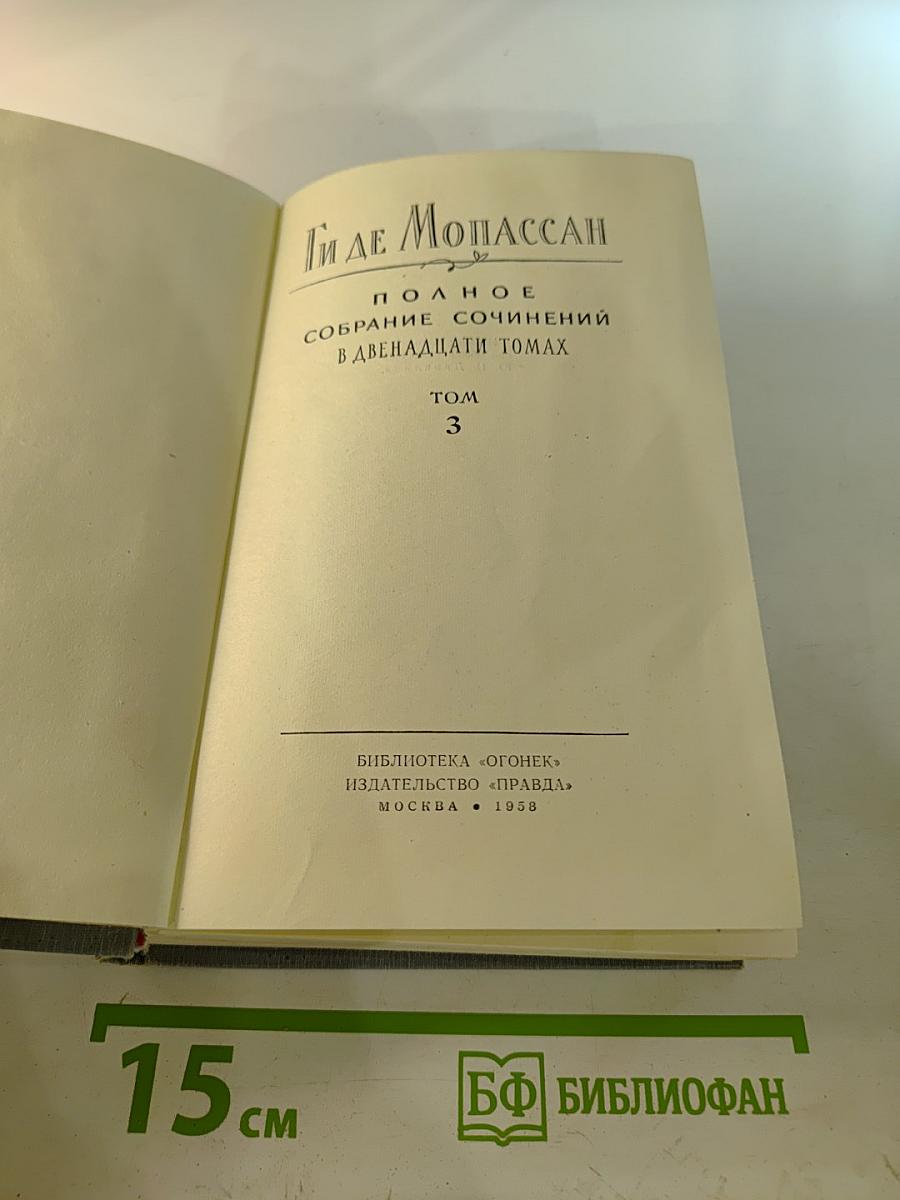 Ги де Мопассан
ПОЛНОЕ
СОБРАНИЕ СОЧИНЕНИЙ
В ДВЕНАДЦАТИ ТОМАХ
ТОМ
3
БИБЛИОТЕКА «ОГОНЕК»
ИЗДАТЕЛЬСТВО «ПРАВДА»
МОСКВА • 1958
15 см
БФ БИБЛИОФАН